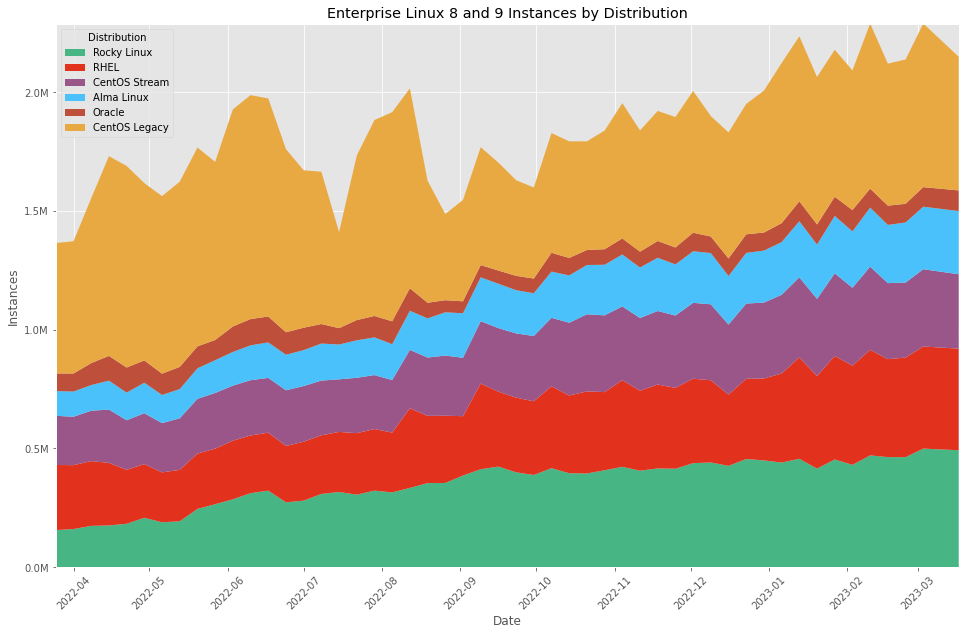 Enterprise Linux 8 and 9 Instances by Distribution
Distribution
Rocky Linux
RHEL
CentOS Stream
Alma Linux
Oracle
CentOS Legacy
Instances
2.0M
1.5M
1.0M
0.5M
0.0M
2022-04
2022-05
2022-06
2022-07
2022-08
2022-09
2022-10
2022-11
2022-12
2023-01
2023-02
2023-03
Date